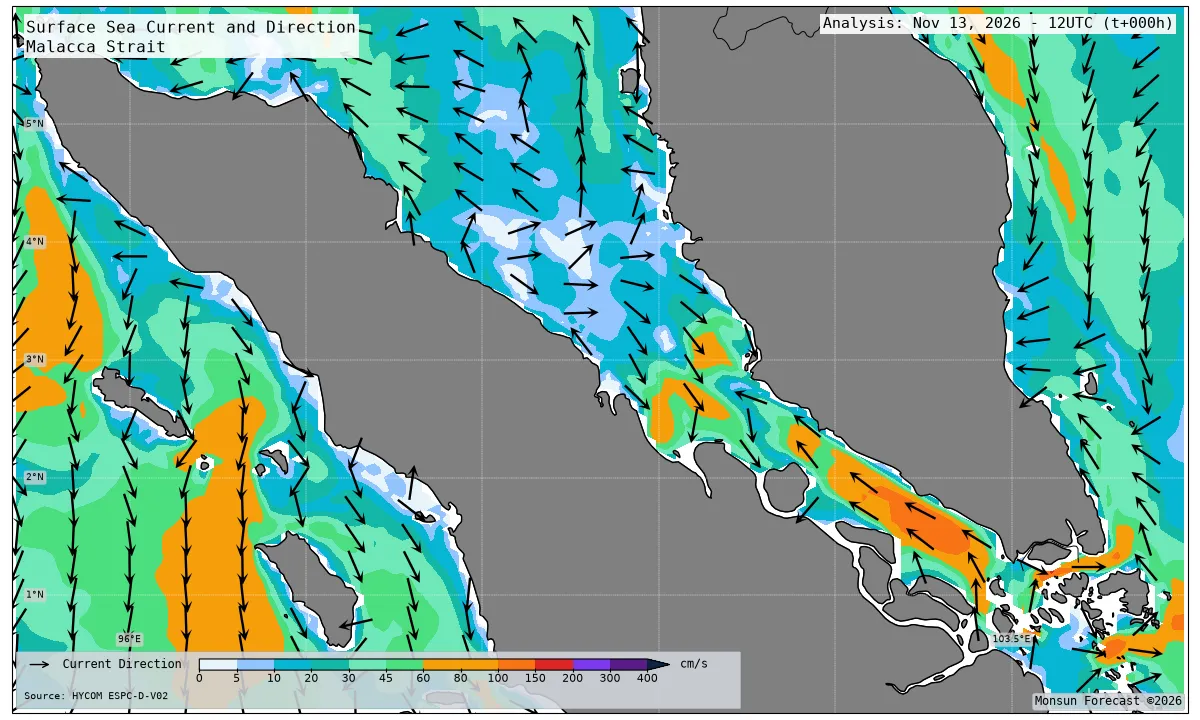 Surface Sea Current and Direction
Malacca Strait
Analysis: Nov 13, 2026 - 12UTC (t+000h)
5°N
4°N
3°N
2°N
1°N
96°E
103.5°E
Current Direction
0 5 10 20 30 45 60 80 100 150 200 300 400
cm/s
Source: HYCOM ESPC-D-V02
Monsun Forecast ©2026